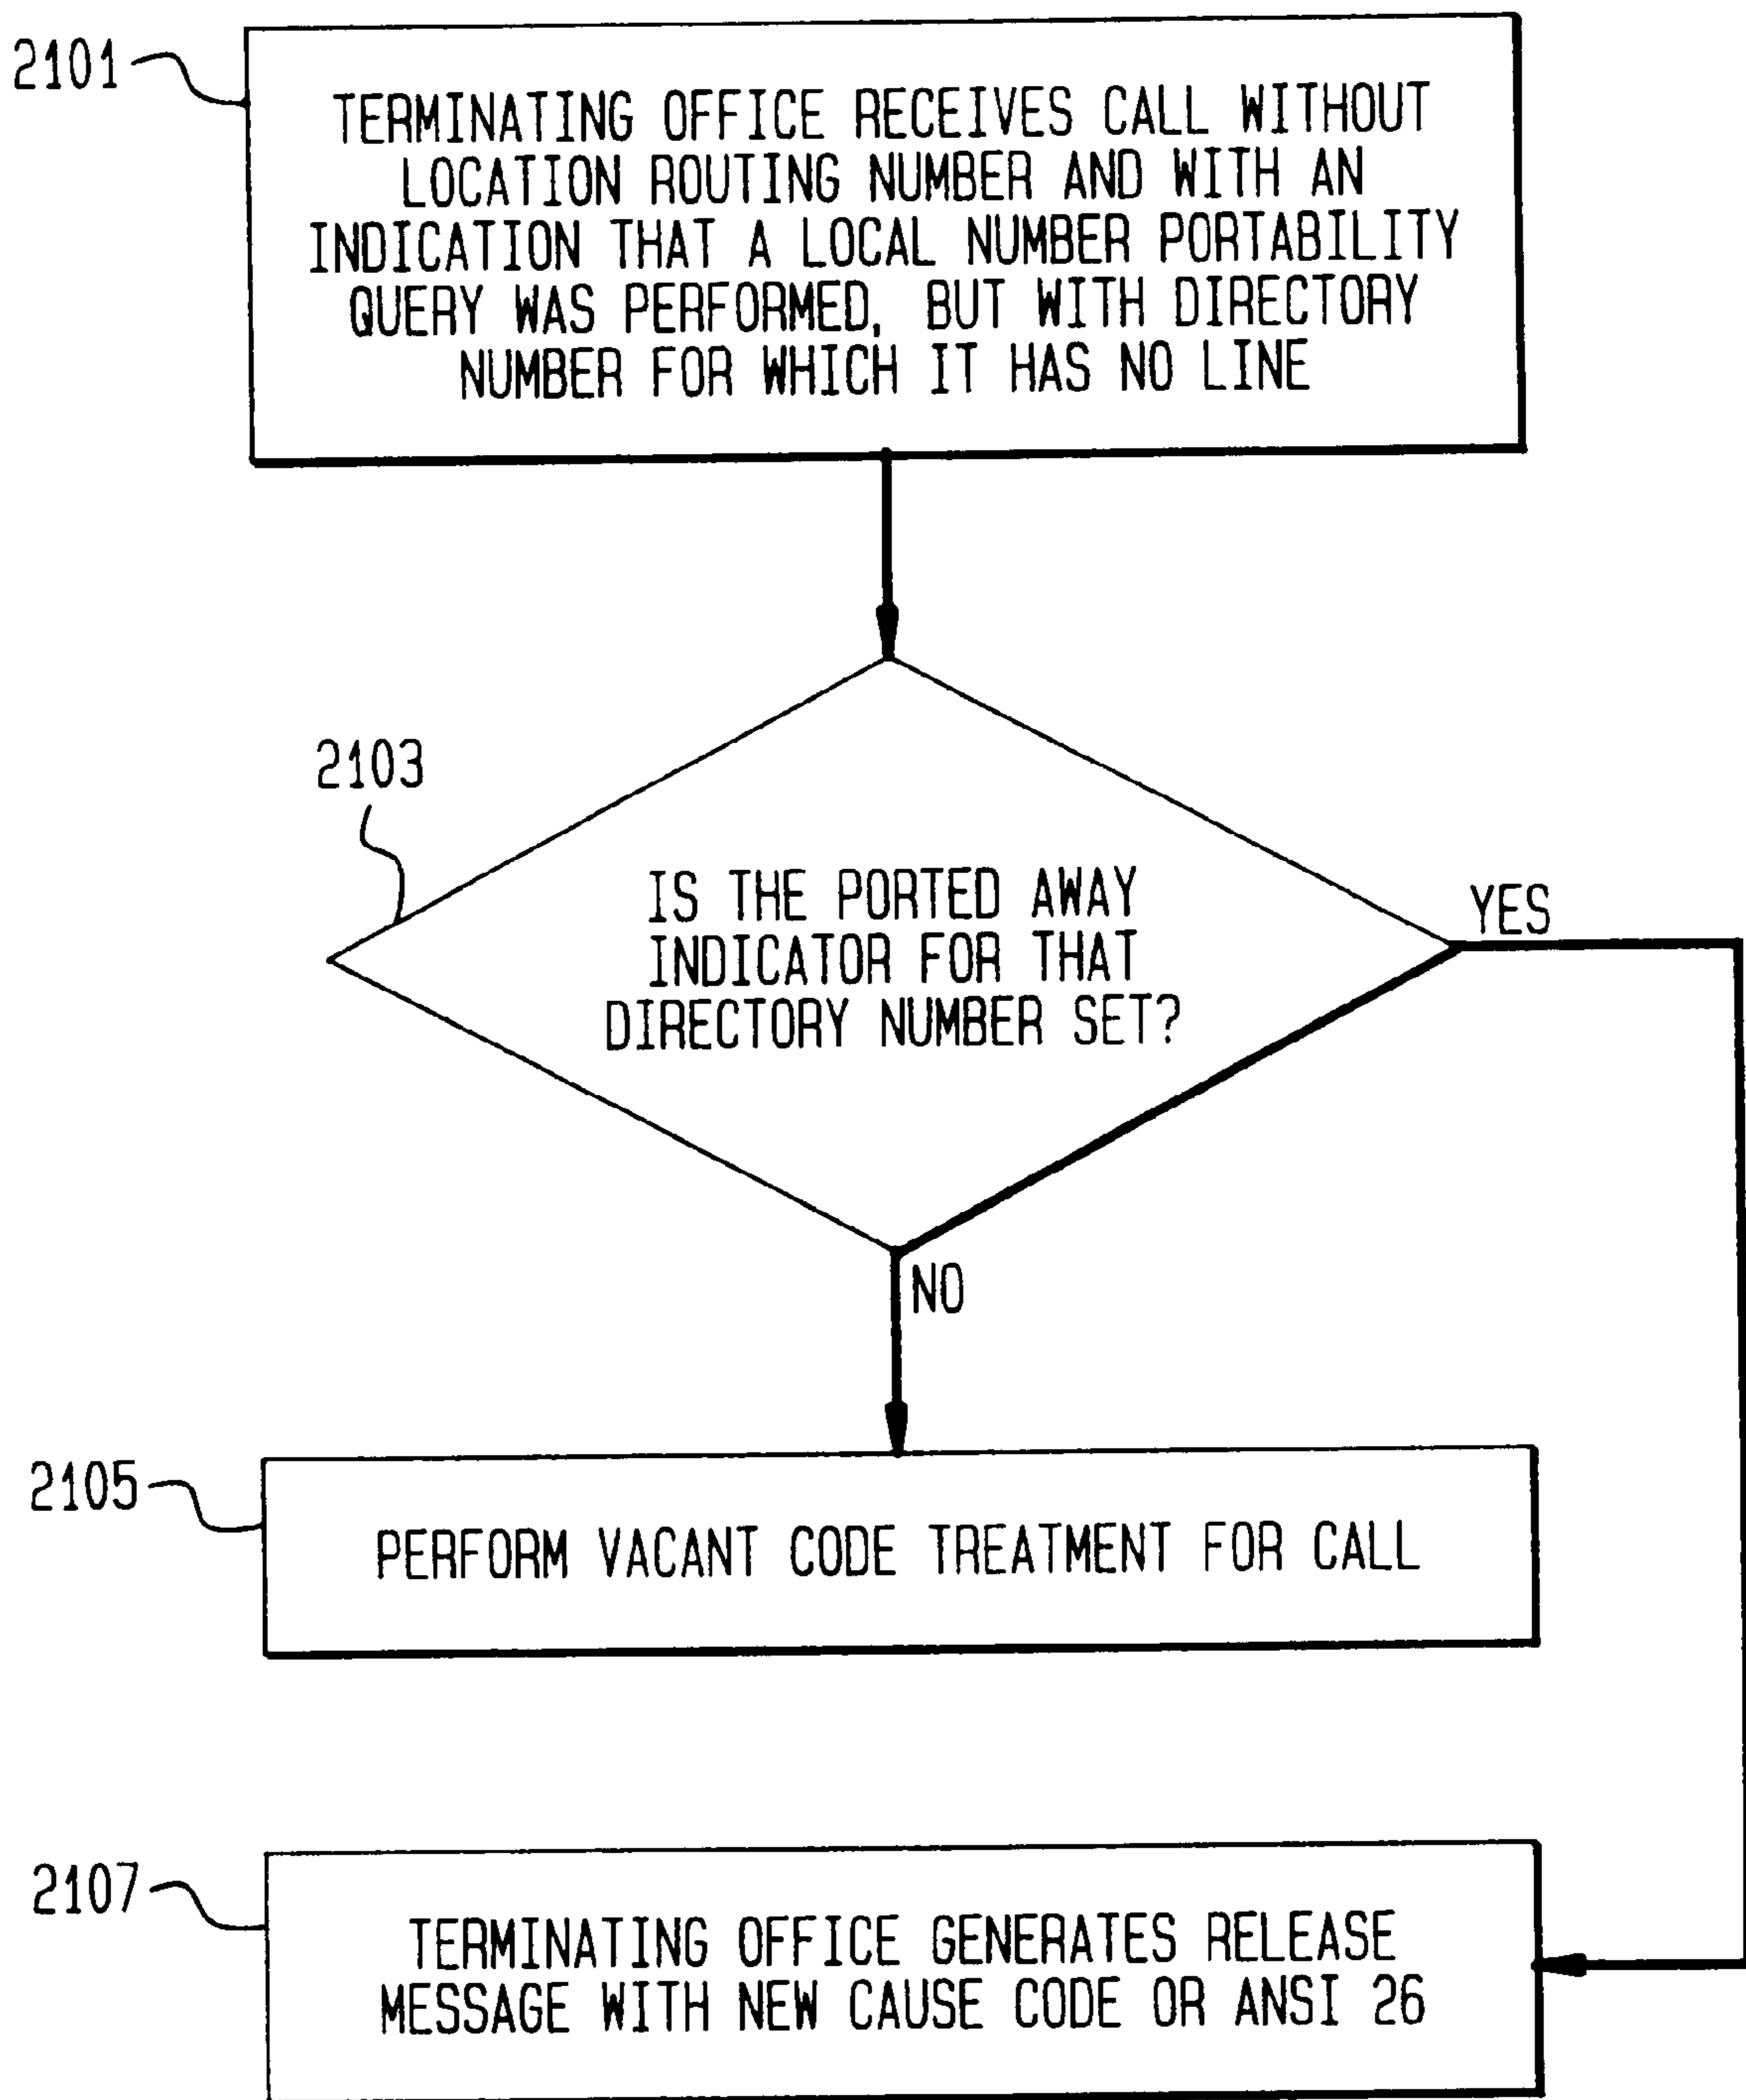 2101
TERMINATING OFFICE RECEIVES CALL WITHOUT
LOCATION ROUTING NUMBER AND WITH AN
INDICATION THAT A LOCAL NUMBER PORTABILITY
QUERY WAS PERFORMED, BUT WITH DIRECTORY
NUMBER FOR WHICH IT HAS NO LINE
2103
IS THE PORTED AWAY
INDICATOR FOR THAT
DIRECTORY NUMBER SET?
YES
NO
2105
PERFORM VACANT CODE TREATMENT FOR CALL
2107
TERMINATING OFFICE GENERATES RELEASE
MESSAGE WITH NEW CAUSE CODE OR ANSI 26